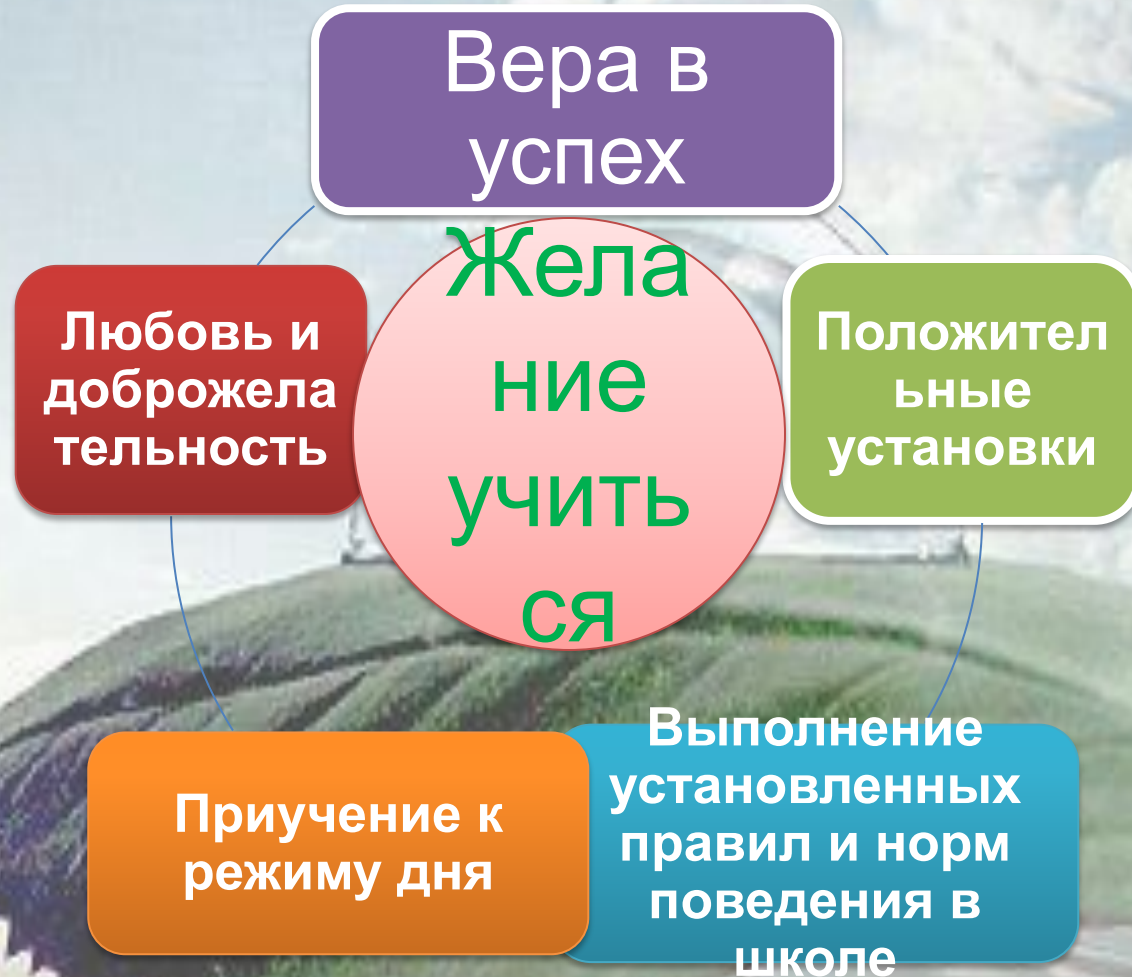 Вера в
успех
Жела
ние
учить
ся
Любовь и
доброжела
тельность
Положител
ьные
установки
Приучение к
режиму дня
Выполнение
установленных
правил и норм
поведения в
школе